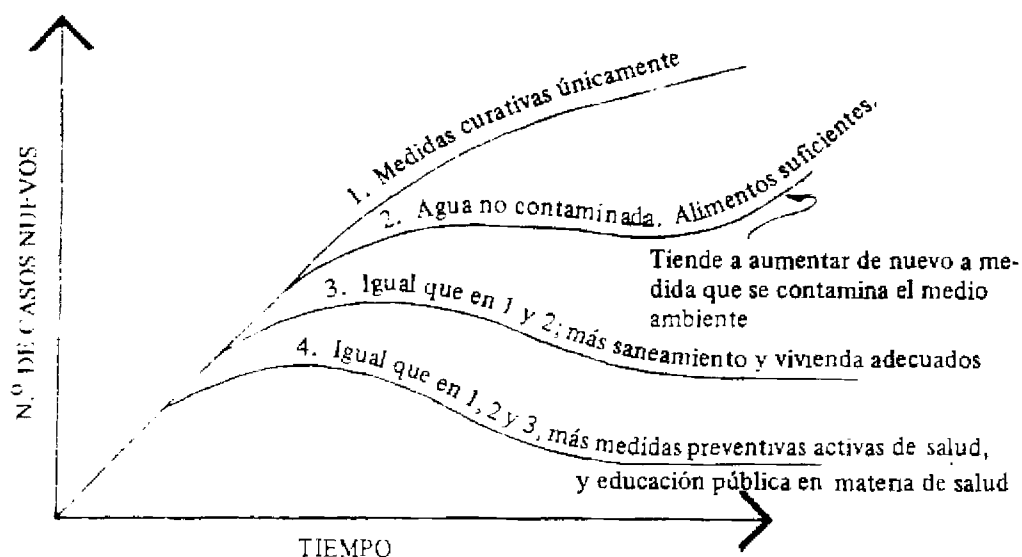 N.º DE CASOS NUEVOS
1. Medidas curativas únicamente
2. Agua no contaminada. Alimentos suficientes.
Tiende a aumentar de nuevo a me-
dida que se contamina el medio
ambiente
3. Igual que en 1 y 2; más saneamiento y vivienda adecuados
4. Igual que en 1, 2 y 3, más medidas preventivas activas de salud,
y educación pública en materia de salud
TIEMPO